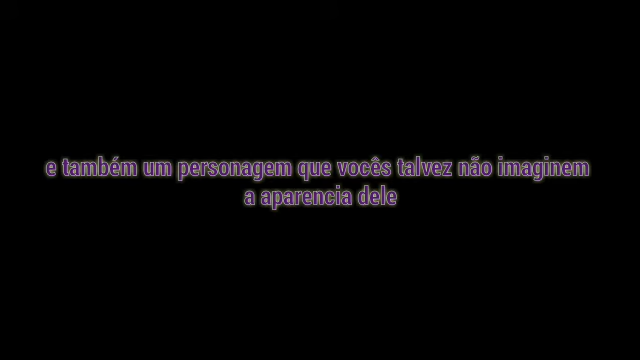 e também um personagem que vocês talvez não imaginem
a aparencia dele